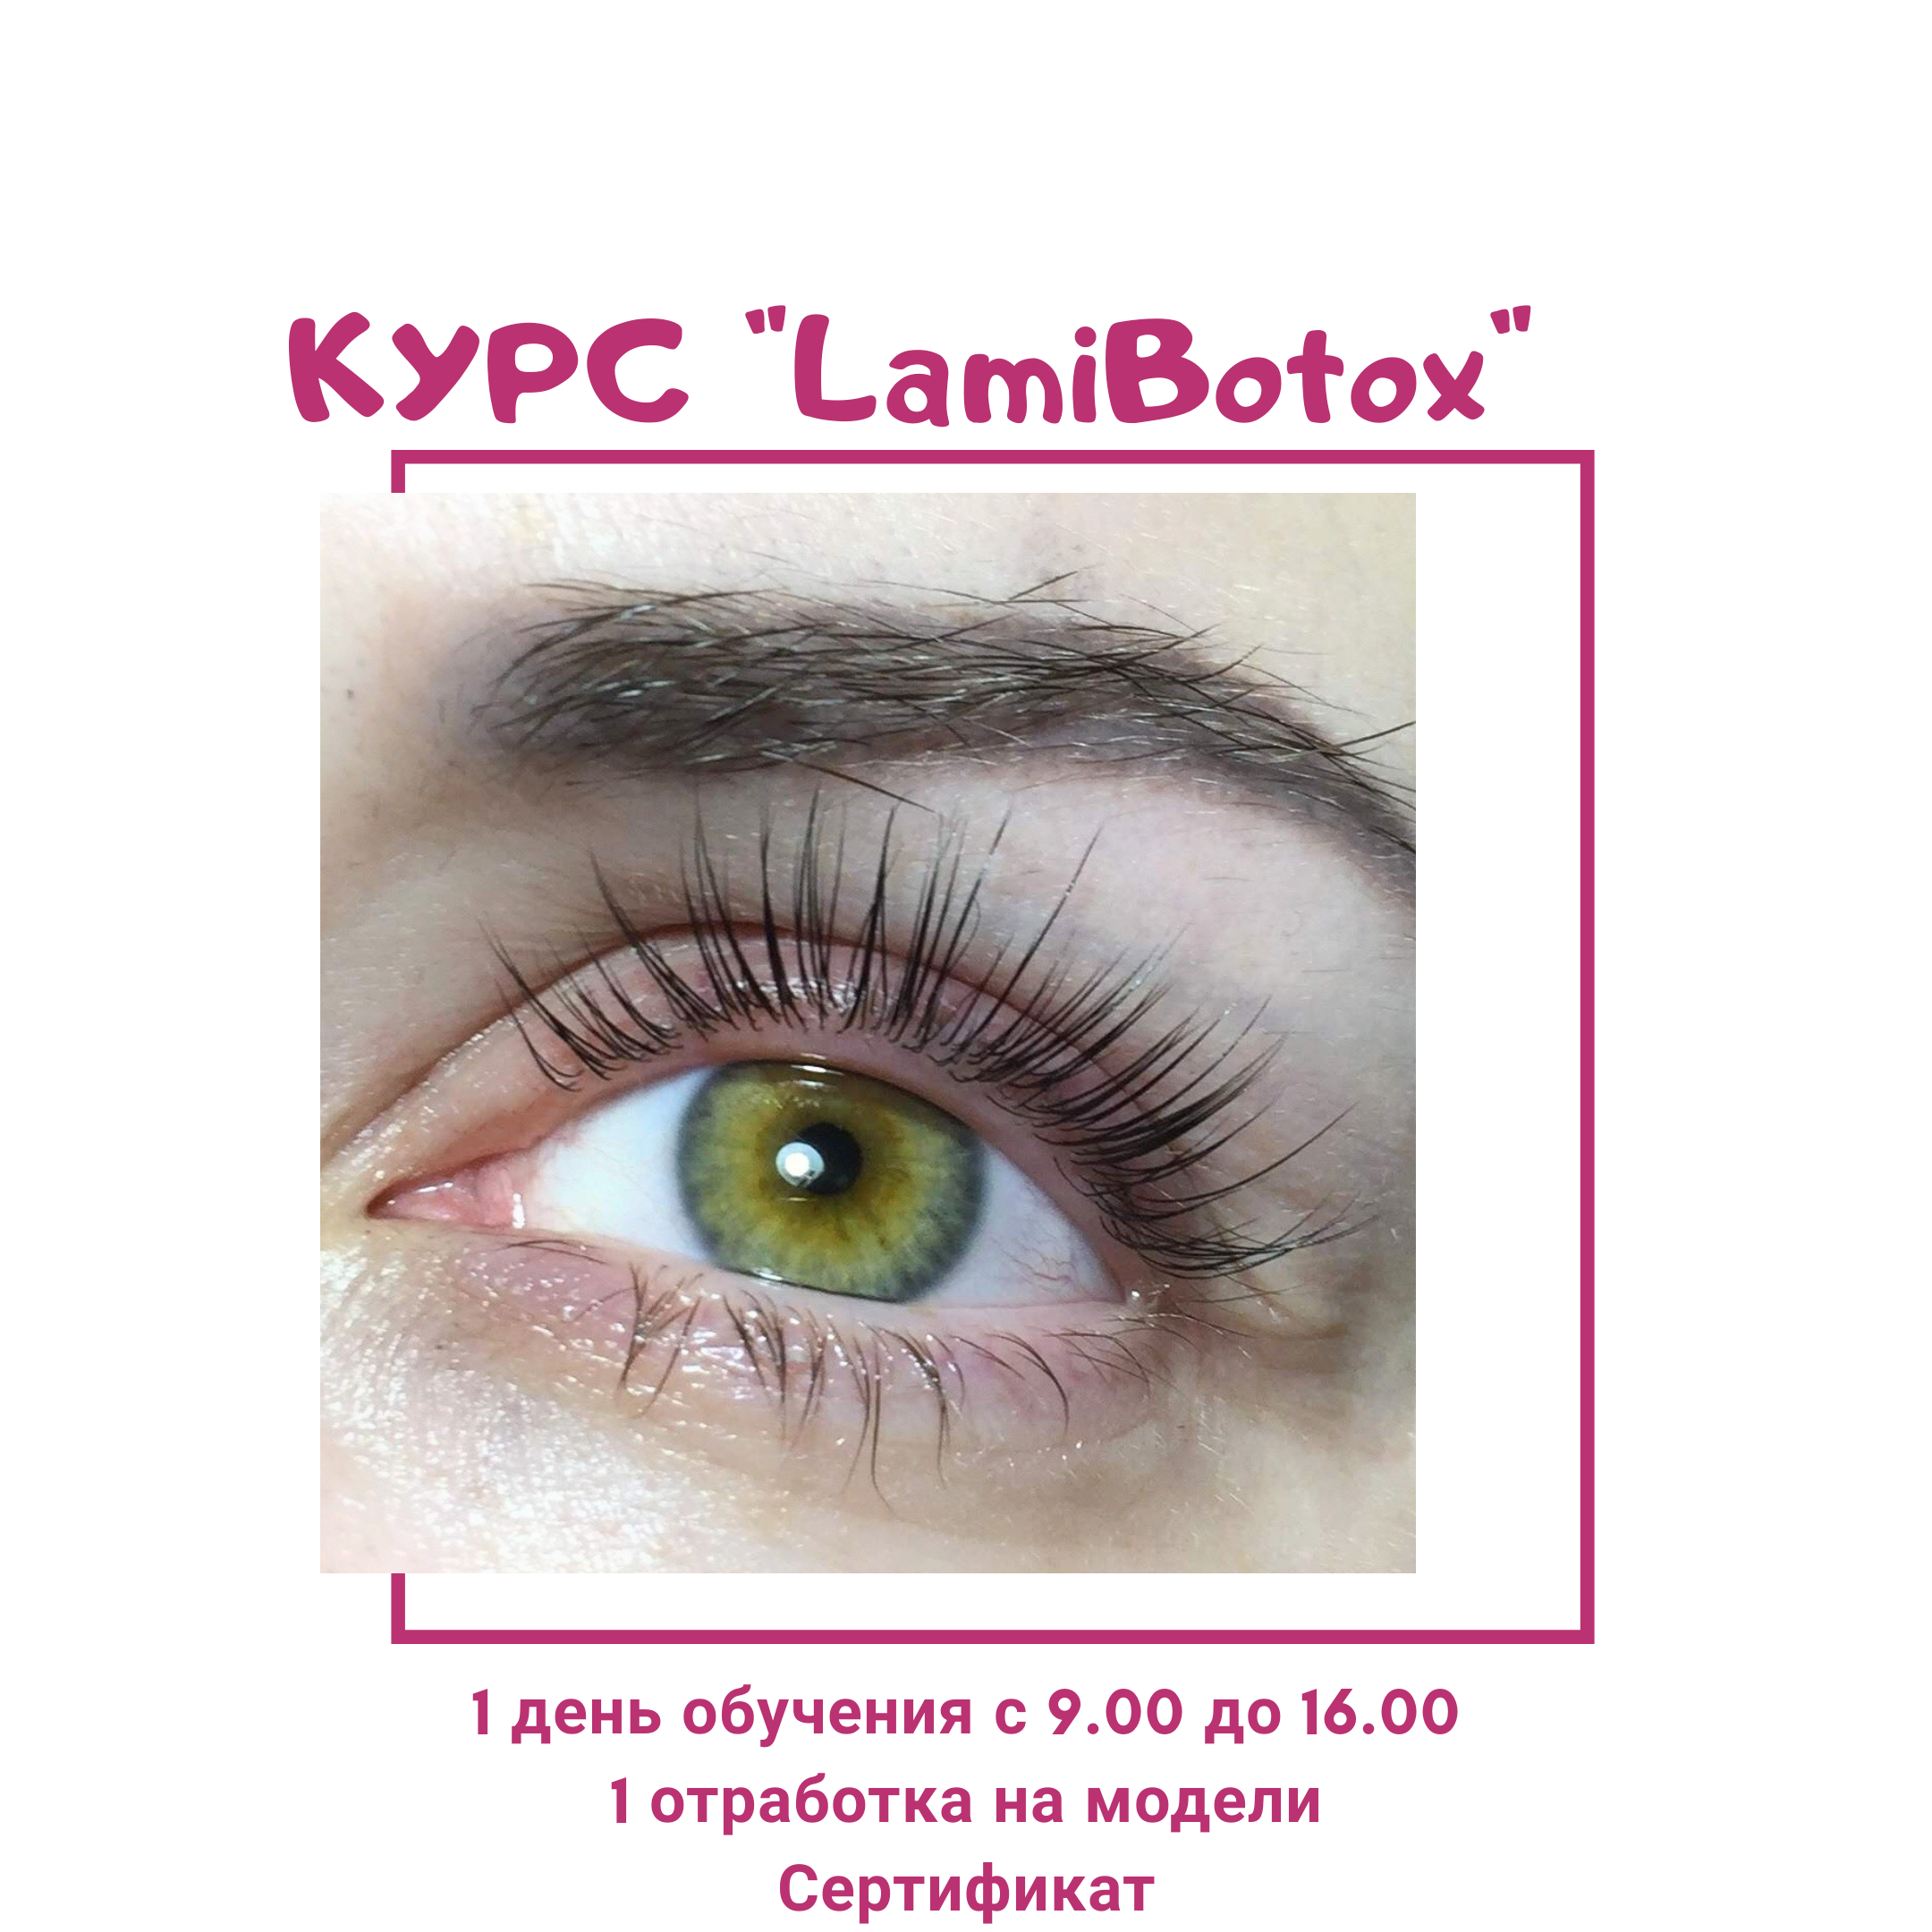 КУРС "LamiBotox"
1 день обучения с 9.00 до 16.00
1 отработка на модели
Сертификат